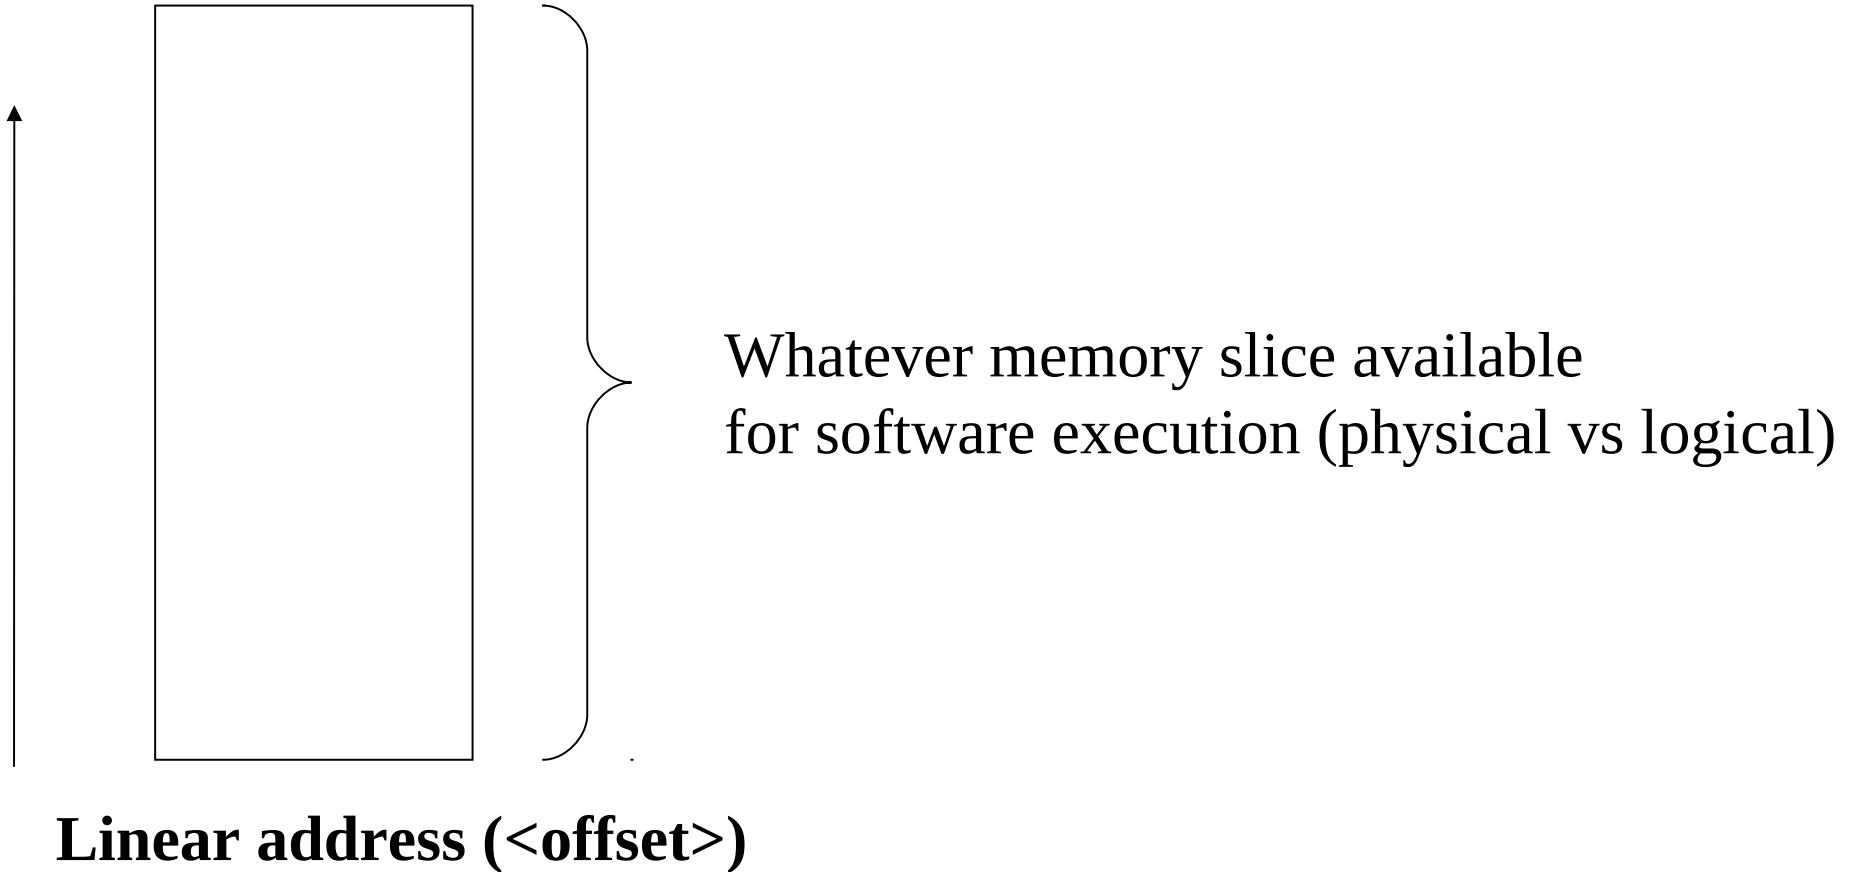 Whatever memory slice available
for software execution (physical vs logical)
Linear address (<offset>)